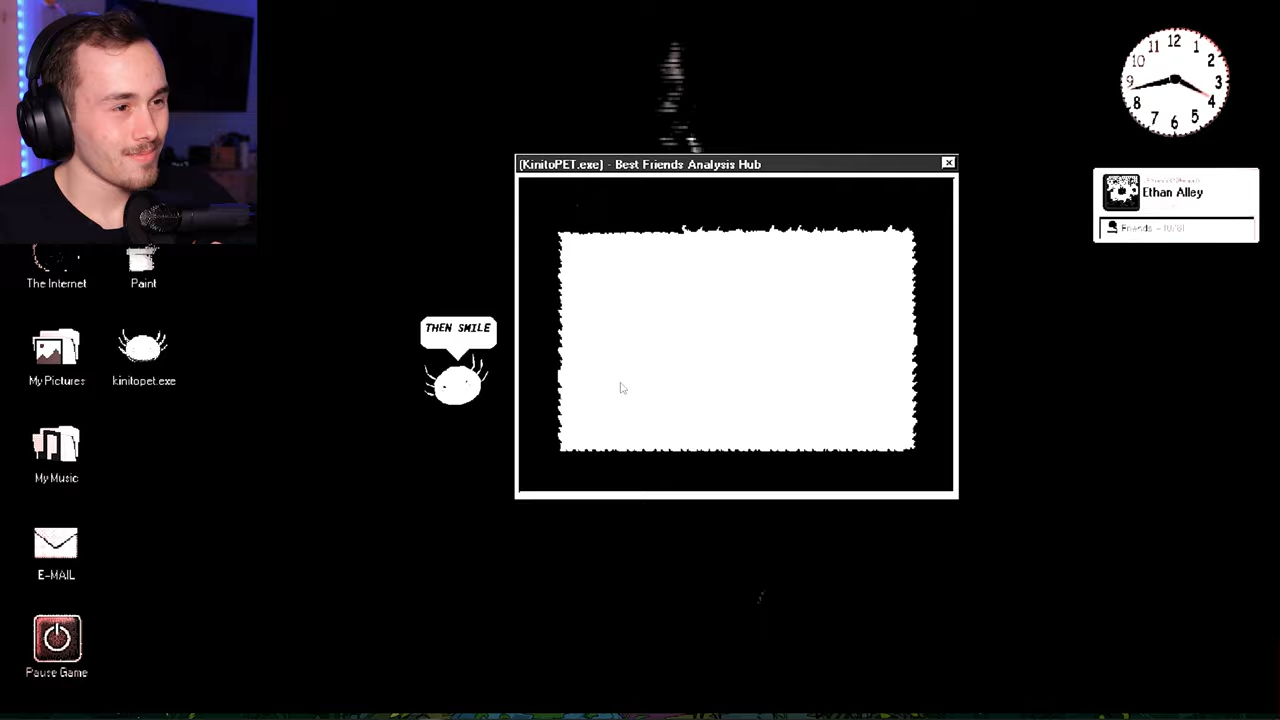 12
11
1
10
2
9
3
8
4
7
5
6
[KinitoPET.exe] - Best Friends Analysis Hub
Ethan Alley
The Internet
Paint
THEN SMILE
My Pictures
kinitopet.exe
My Music
E-MAIL
Pause Game